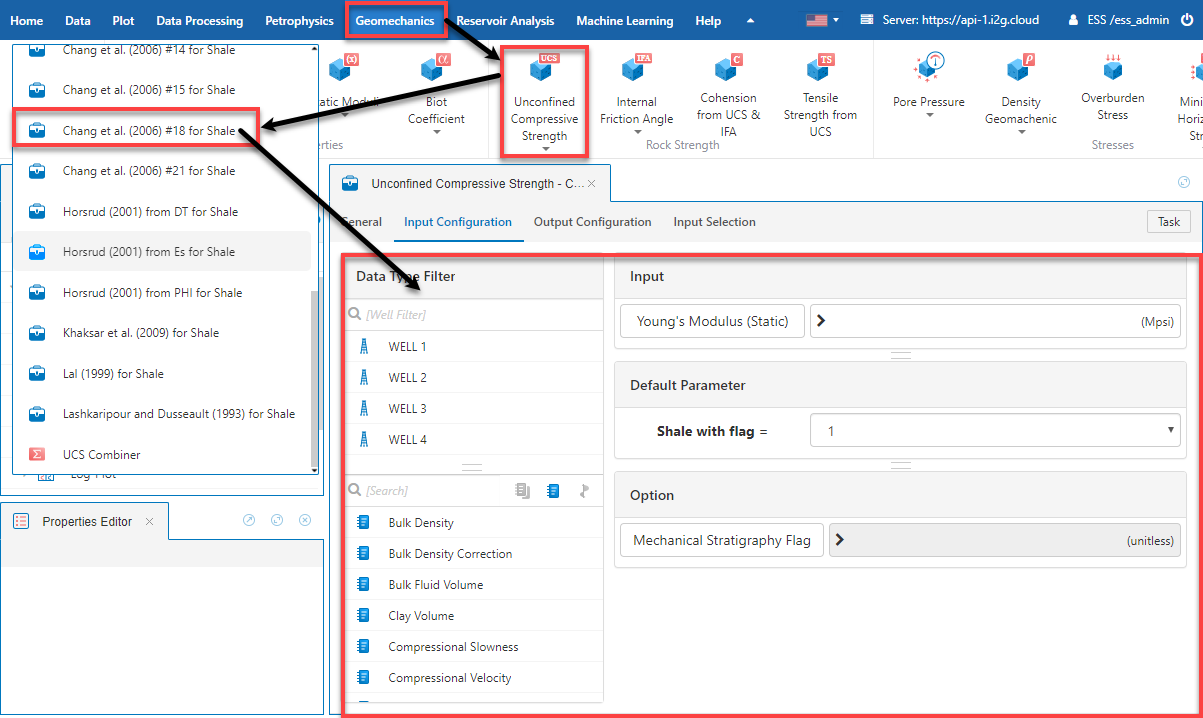 Home Data Plot Data Processing Petrophysics Geomechanics Reservoir Analysis Machine Learning Help Server: https://api-1.i2g.cloud ESS /ess_admin
Chang et al. (2006) #14 for Shale
Chang et al. (2006) #15 for Shale
Chang et al. (2006) #18 for Shale
Chang et al. (2006) #21 for Shale
Horsrud (2001) from DT for Shale
Horsrud (2001) from Es for Shale
Horsrud (2001) from PHI for Shale
Khaksar et al. (2009) for Shale
Lal (1999) for Shale
Lashkaripour and Dusseault (1993) for Shale
UCS Combiner
(x)
α
Biot
Coefficient
UCS
Unconfined
Compressive
Strength
IFA
Internal
Friction Angle
C
Cohension
from UCS &
IFA
TS
Tensile
Strength from
UCS
Rock Strength
Pore Pressure
ρ
Density
Geomachenic
Overburden
Stress
Stresses
Unconfined Compressive Strength - C...
General Input Configuration Output Configuration Input Selection Task
Data Type Filter
[Well Filter]
WELL 1
WELL 2
WELL 3
WELL 4
[Search]
Bulk Density
Bulk Density Correction
Bulk Fluid Volume
Clay Volume
Compressional Slowness
Compressional Velocity
Input
Young's Modulus (Static) (Mpsi)
Default Parameter
Shale with flag = 1
Option
Mechanical Stratigraphy Flag (unitless)
Properties Editor